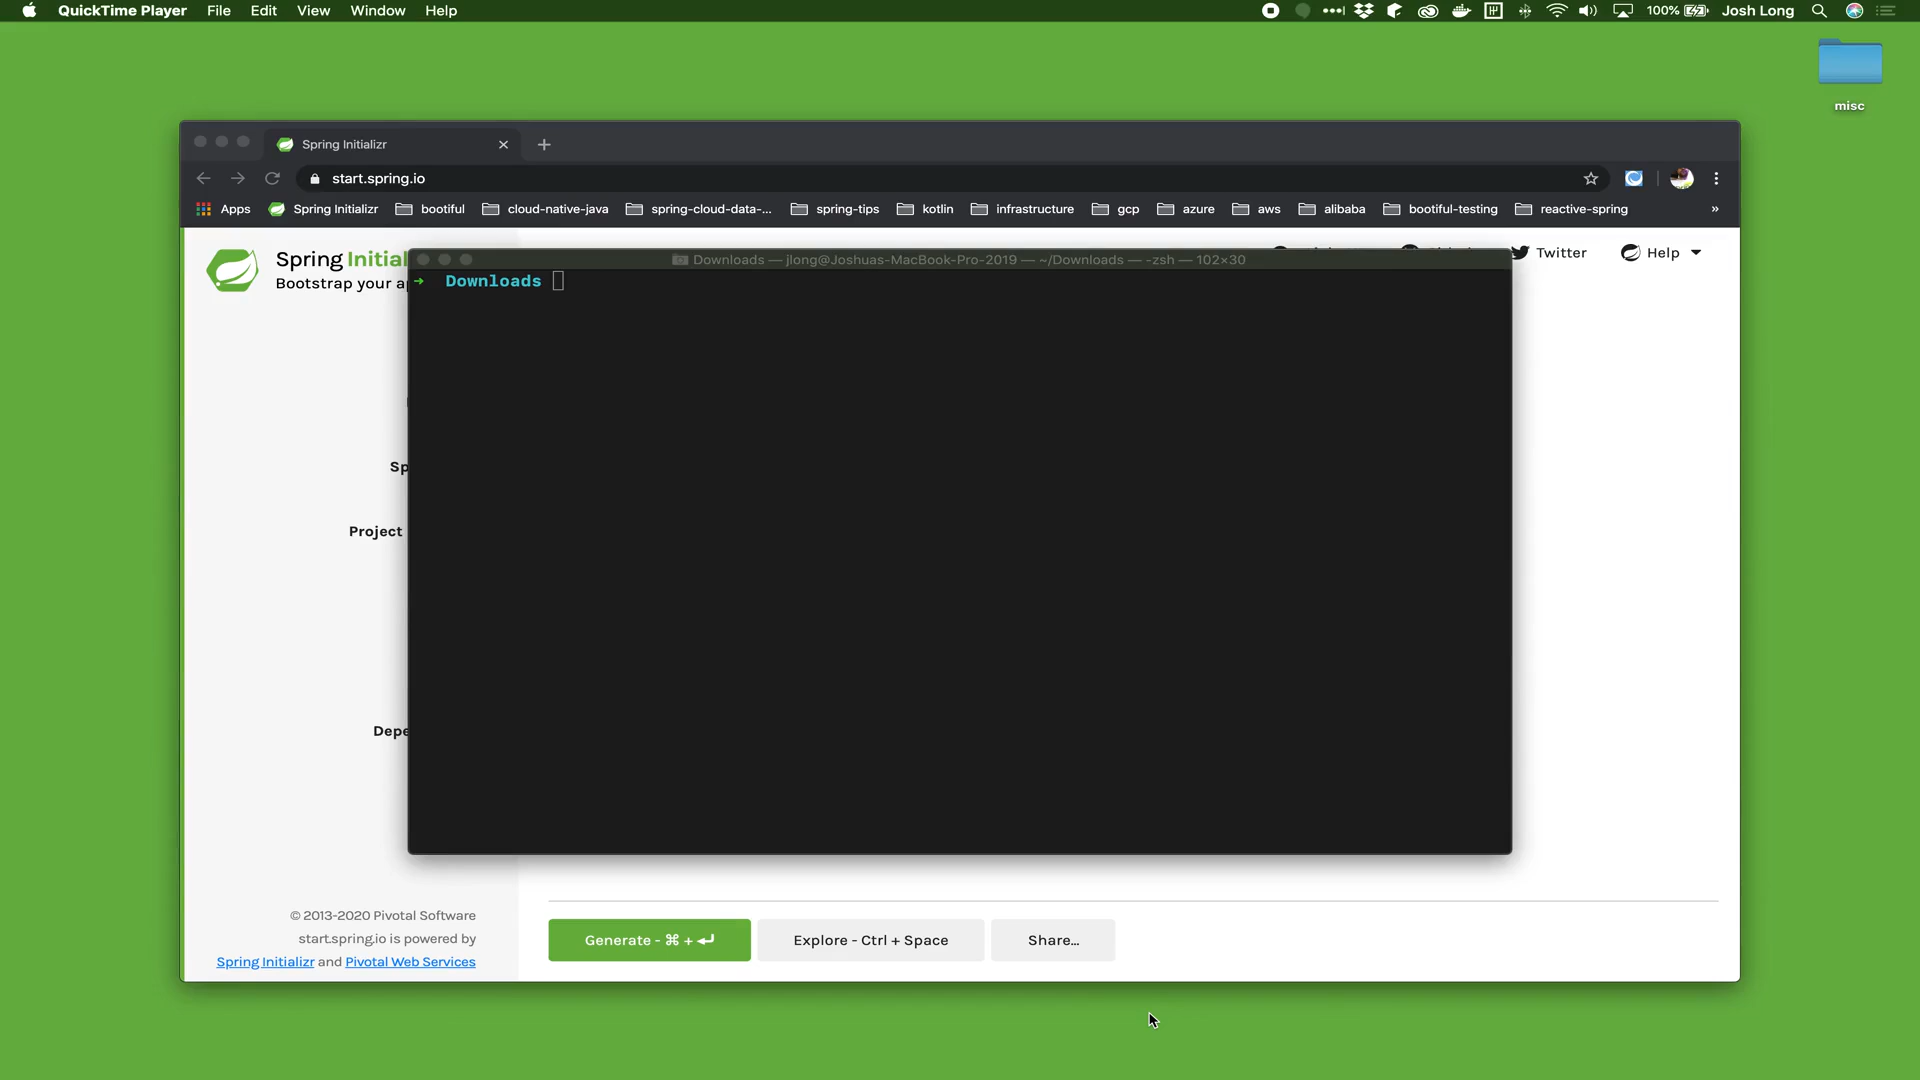 QuickTime Player File Edit View Window Help 100% Josh Long
misc
Spring Initializr
start.spring.io
Apps Spring Initializr bootiful cloud-native-java spring-cloud-data-... spring-tips kotlin infrastructure gcp azure aws alibaba bootiful-testing reactive-spring »
Spring Initial
Twitter Help
Bootstrap your a
Downloads — jlong@Joshuas-MacBook-Pro-2019 — ~/Downloads — -zsh — 102×30
→ Downloads
Sp
Project
Depe
© 2013-2020 Pivotal Software
start.spring.io is powered by
Spring Initializr and Pivotal Web Services
Generate - ⌘ + ⏎
Explore - Ctrl + Space
Share...